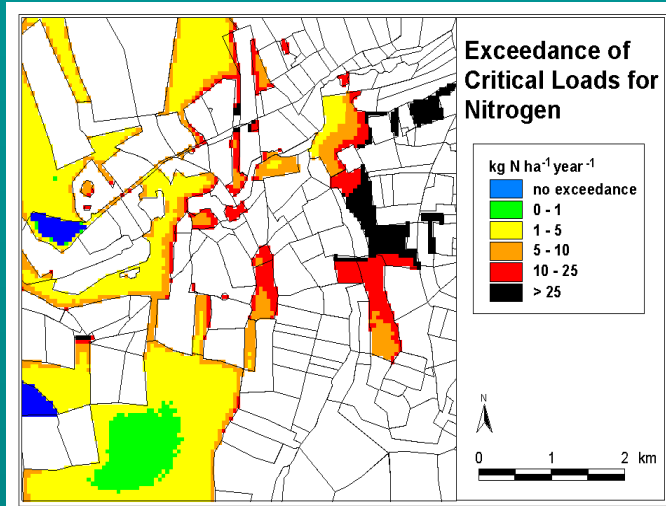 Exceedance of
Critical Loads for
Nitrogen
kg N ha⁻¹ year⁻¹
no exceedance
0 - 1
1 - 5
5 - 10
10 - 25
> 25
N
0 1 2 km